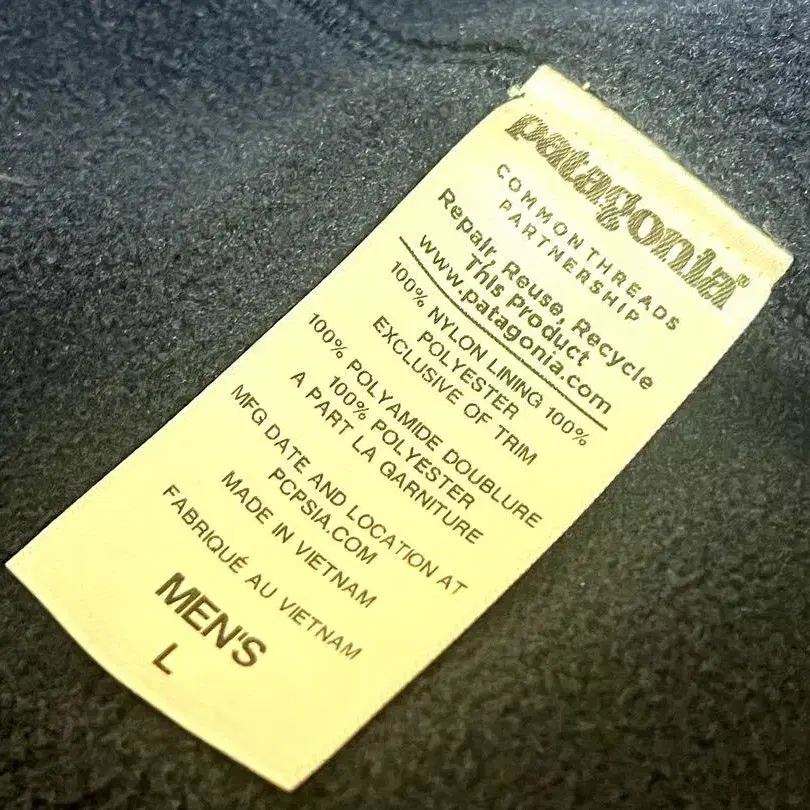 patagonia®
COMMON THREADS
PARTNERSHIP
Repair, Reuse, Recycle
This Product
www.patagonia.com
100% NYLON LINING 100%
POLYESTER
EXCLUSIVE OF TRIM
100% POLYAMIDE DOUBLURE
100% POLYESTER
A PART LA GARNITURE
MFG DATE AND LOCATION AT
PCPSIA.COM
MADE IN VIETNAM
FABRIQUÉ AU VIETNAM
MEN'S
L